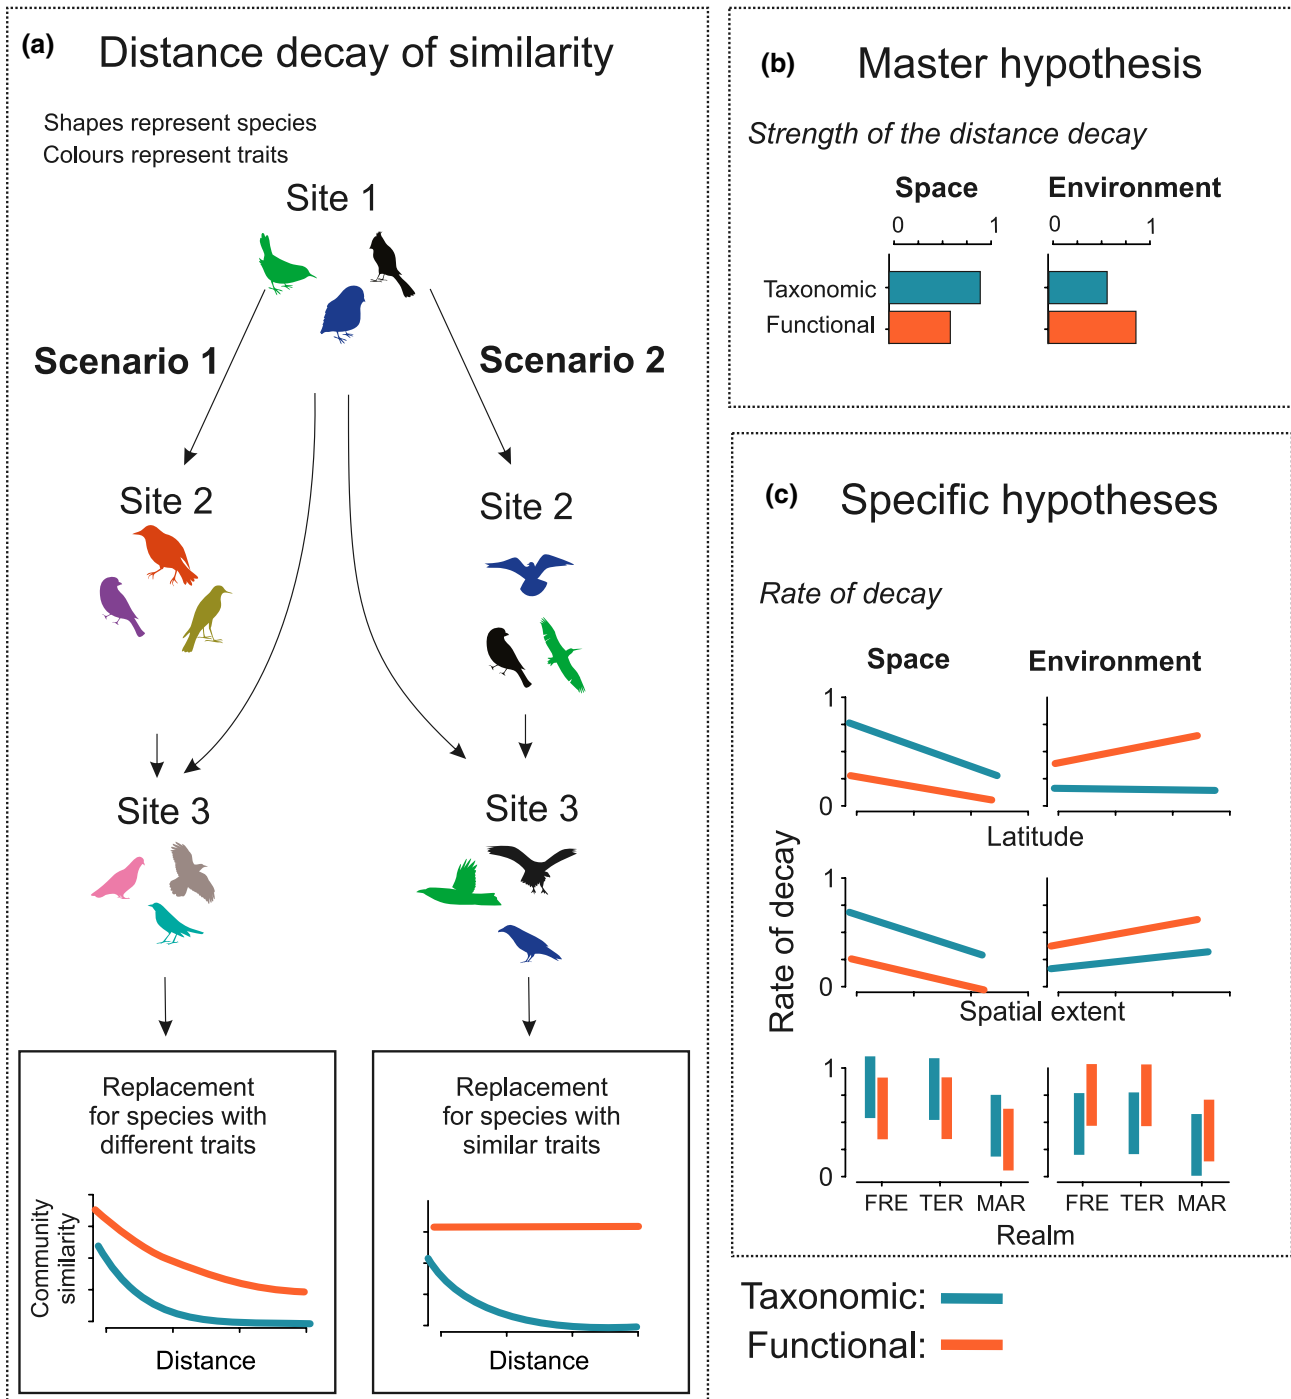 (a) Distance decay of similarity
Shapes represent species
Colours represent traits
Site 1
Scenario 1
Scenario 2
Site 2
Site 2
Site 3
Site 3
Replacement
for species with
different traits
Community
similarity
Distance
Replacement
for species with
similar traits
Distance
(b) Master hypothesis
Strength of the distance decay
Space Environment
0 1 0 1
Taxonomic
Functional
(c) Specific hypotheses
Rate of decay
Space Environment
Rate of decay
1
0
Latitude
1
0
Spatial extent
1
0
FRE TER MAR FRE TER MAR
Realm
Taxonomic:
Functional: